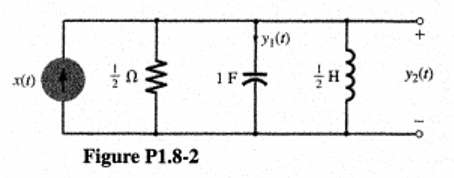 y₁(t)
x(t)
½ Ω
1 F
½ H
+
y₂(t)
−
Figure P1.8-2